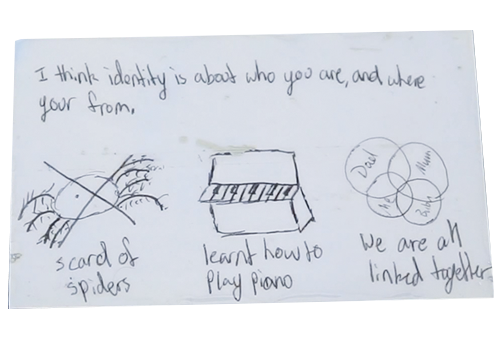 I think identity is about who you are, and where
your from.
Dad
Mum
Me
scard of
spiders
learnt how to
play piano
We are all
linked together